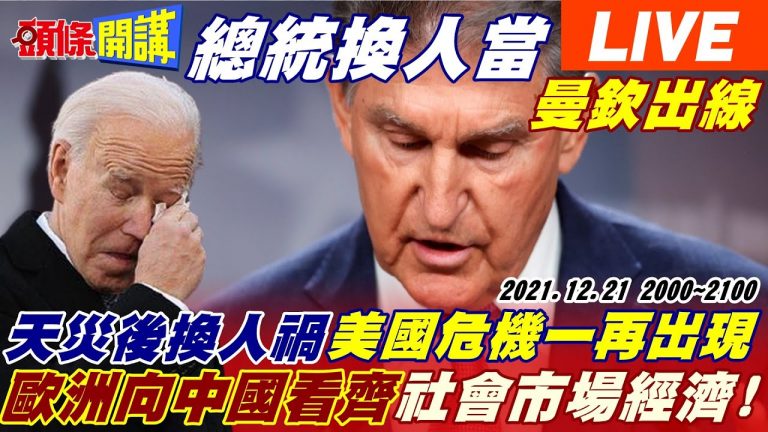 頭條開講
總統換人當
LIVE
曼欽出線
2021.12.21 2000~2100
天災後換人禍美國危機一再出現
歐洲向中國看齊社會市場經濟!